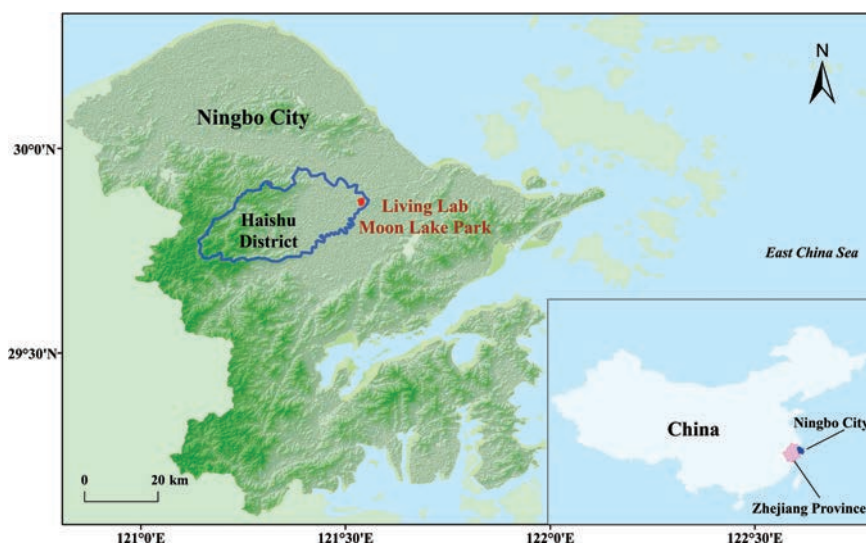 N
Ningbo City
30°0'N
Living Lab
Moon Lake Park
Haishu
District
East China Sea
29°30'N
China
Ningbo City
Zhejiang Province
0 20 km
121°0'E 121°30'E 122°0'E 122°30'E